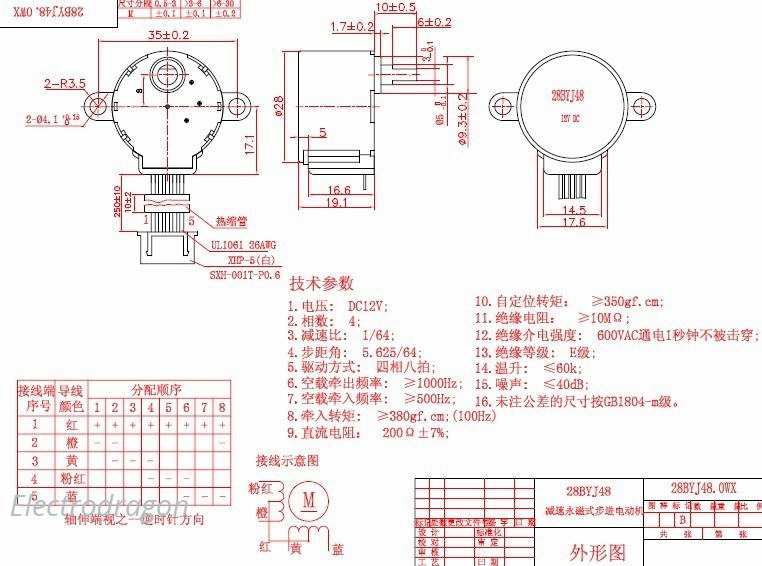 28BYJ48.0WX
尺寸分段 0.5-3 >3-6 >6-30
M ±0.1 ±0.1 ±0.2
35±0.2
2-R3.5
2-Ø4.1
8
17.1
250±10
10±2
1 5
热缩管
UL1061 26AWG
XHP-5(白)
SXH-001T-P0.6
10±0.5
1.7±0.2
6±0.2
ø28
5
ø9.3±0.2
16.6
19.1
28BYJ48
12V DC
14.5
17.6
技术参数
1.电压: DC12V;
2.相数: 4;
3.减速比: 1/64;
4.步距角: 5.625/64;
5.驱动方式: 四相八拍;
6.空载牵出频率: ≥1000Hz;
7.空载牵入频率: ≥500Hz;
8.牵入转矩: ≥380gf.cm;(100Hz)
9.直流电阻: 200Ω±7%;
10.自定位转矩: ≥350gf.cm;
11.绝缘电阻: ≥10MΩ;
12.绝缘介电强度: 600VAC通电1秒钟不被击穿;
13.绝缘等级: E级;
14.温升: ≤60k;
15.噪声: ≤40dB;
16.未注公差的尺寸按GB1804-m级。
接线端序号 导线颜色 分配顺序
1 2 3 4 5 6 7 8
1 红 + + + + + + + +
2 橙 - - -
3 黄 - - -
4 粉红 - - -
5 蓝 - - -
轴伸端视之—逆时针方向
Electrodragon
接线示意图
粉红
橙
M
红 黄 蓝
28BYJ48
减速永磁式步进电动机
28BYJ48.0WX
图样标记 数量 重量 比例
B
共 张 第 张
标记 处数 更改文件号 签字 日期
设计 标准化
校对 审定
审核
工艺 日期
外形图